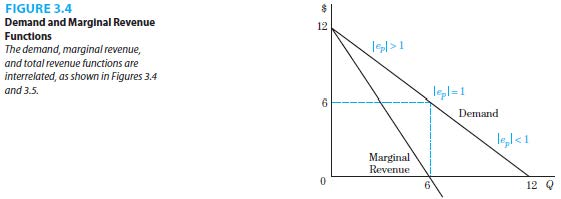 FIGURE 3.4
Demand and Marginal Revenue
Functions
The demand, marginal revenue,
and total revenue functions are
interrelated, as shown in Figures 3.4
and 3.5.
$
12
|eₚ| > 1
|eₚ| = 1
6
Demand
|eₚ| < 1
Marginal
Revenue
0
6
12 Q